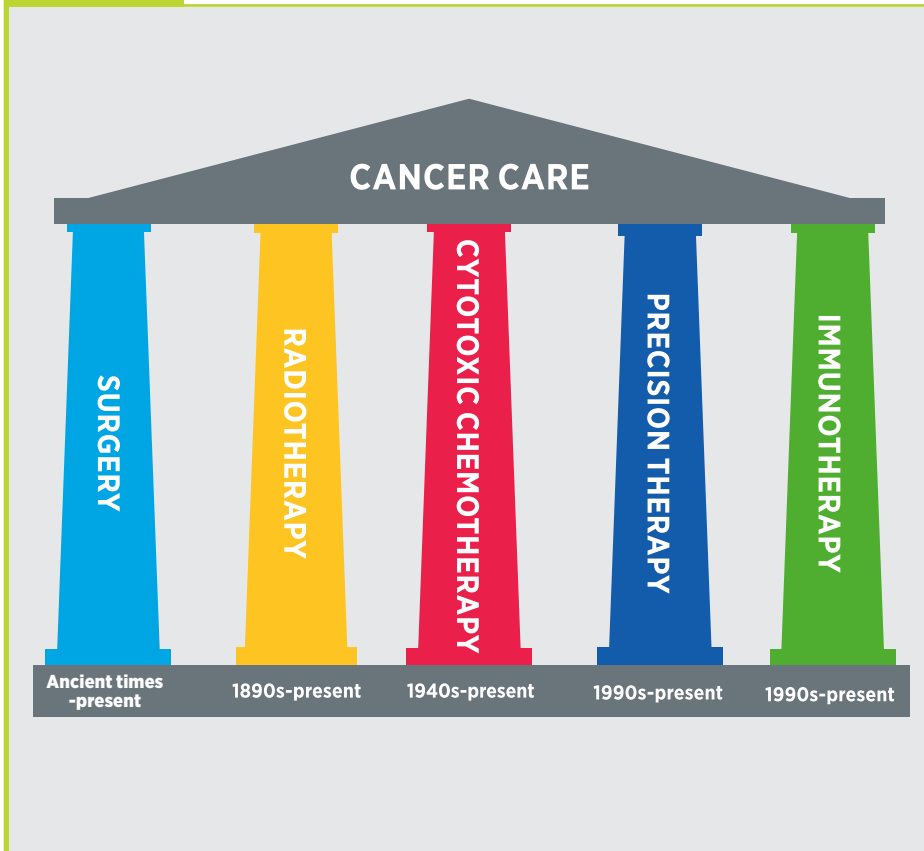 CANCER CARE
SURGERY
RADIOTHERAPY
CYTOTOXIC CHEMOTHERAPY
PRECISION THERAPY
IMMUNOTHERAPY
Ancient times
-present
1890s-present
1940s-present
1990s-present
1990s-present